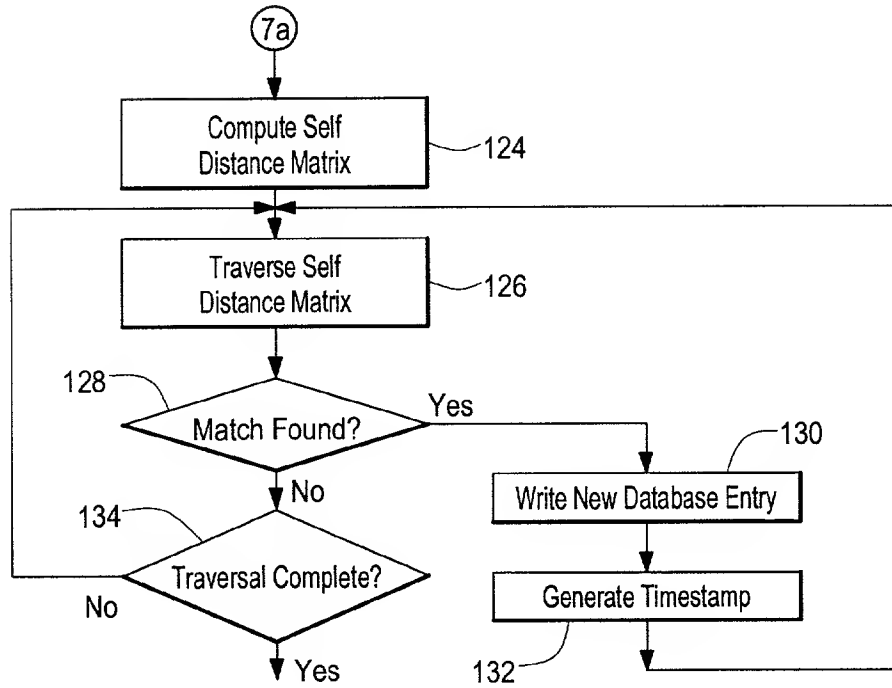 7a
Compute Self
Distance Matrix
124
Traverse Self
Distance Matrix
126
128
Match Found?
Yes
No
130
Write New Database Entry
134
Traversal Complete?
No
Yes
Generate Timestamp
132